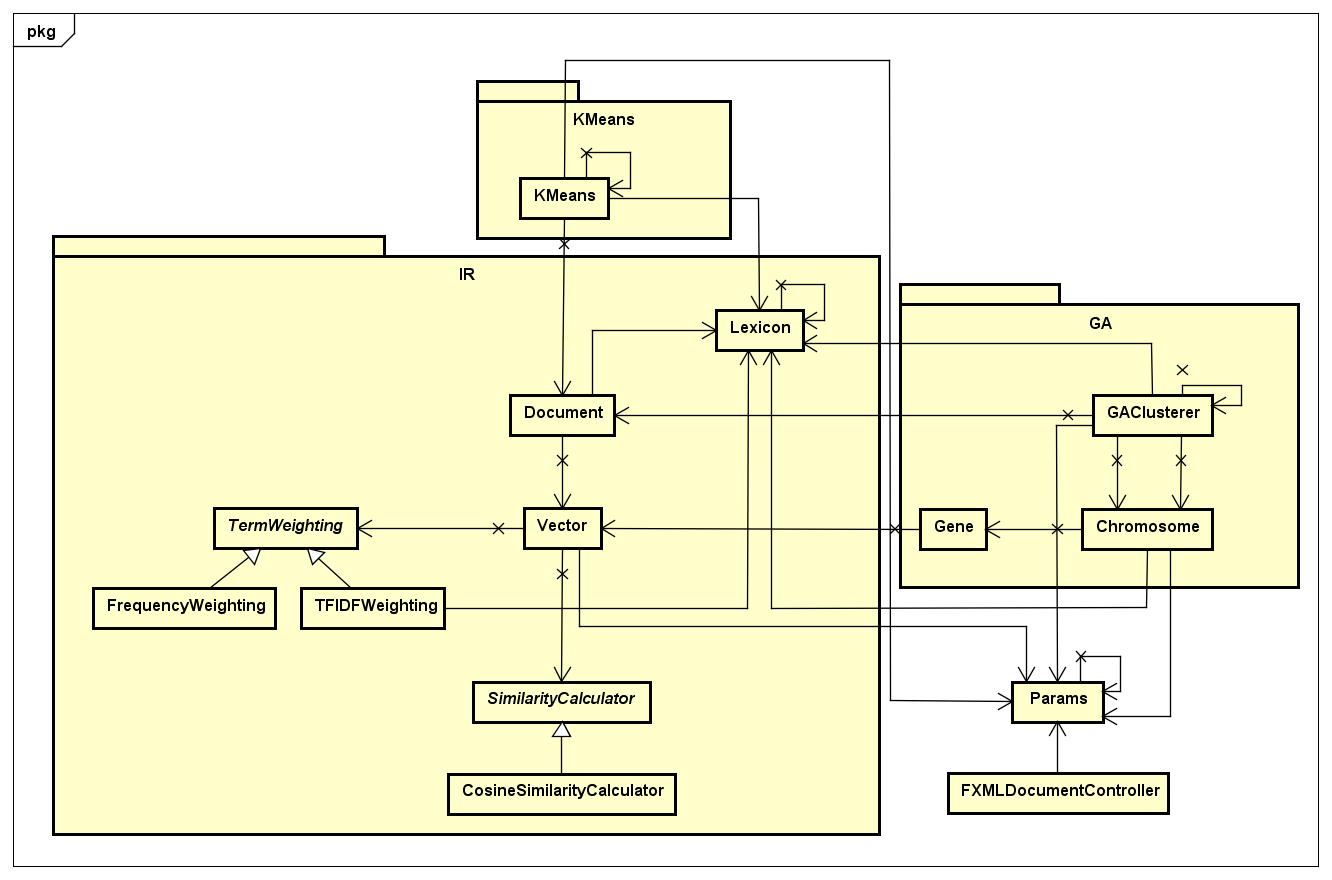 pkg
KMeans
KMeans
IR
Lexicon
GA
Document
GAClusterer
TermWeighting
Vector
Gene
Chromosome
FrequencyWeighting
TFIDFWeighting
SimilarityCalculator
Params
CosineSimilarityCalculator
FXMLDocumentController